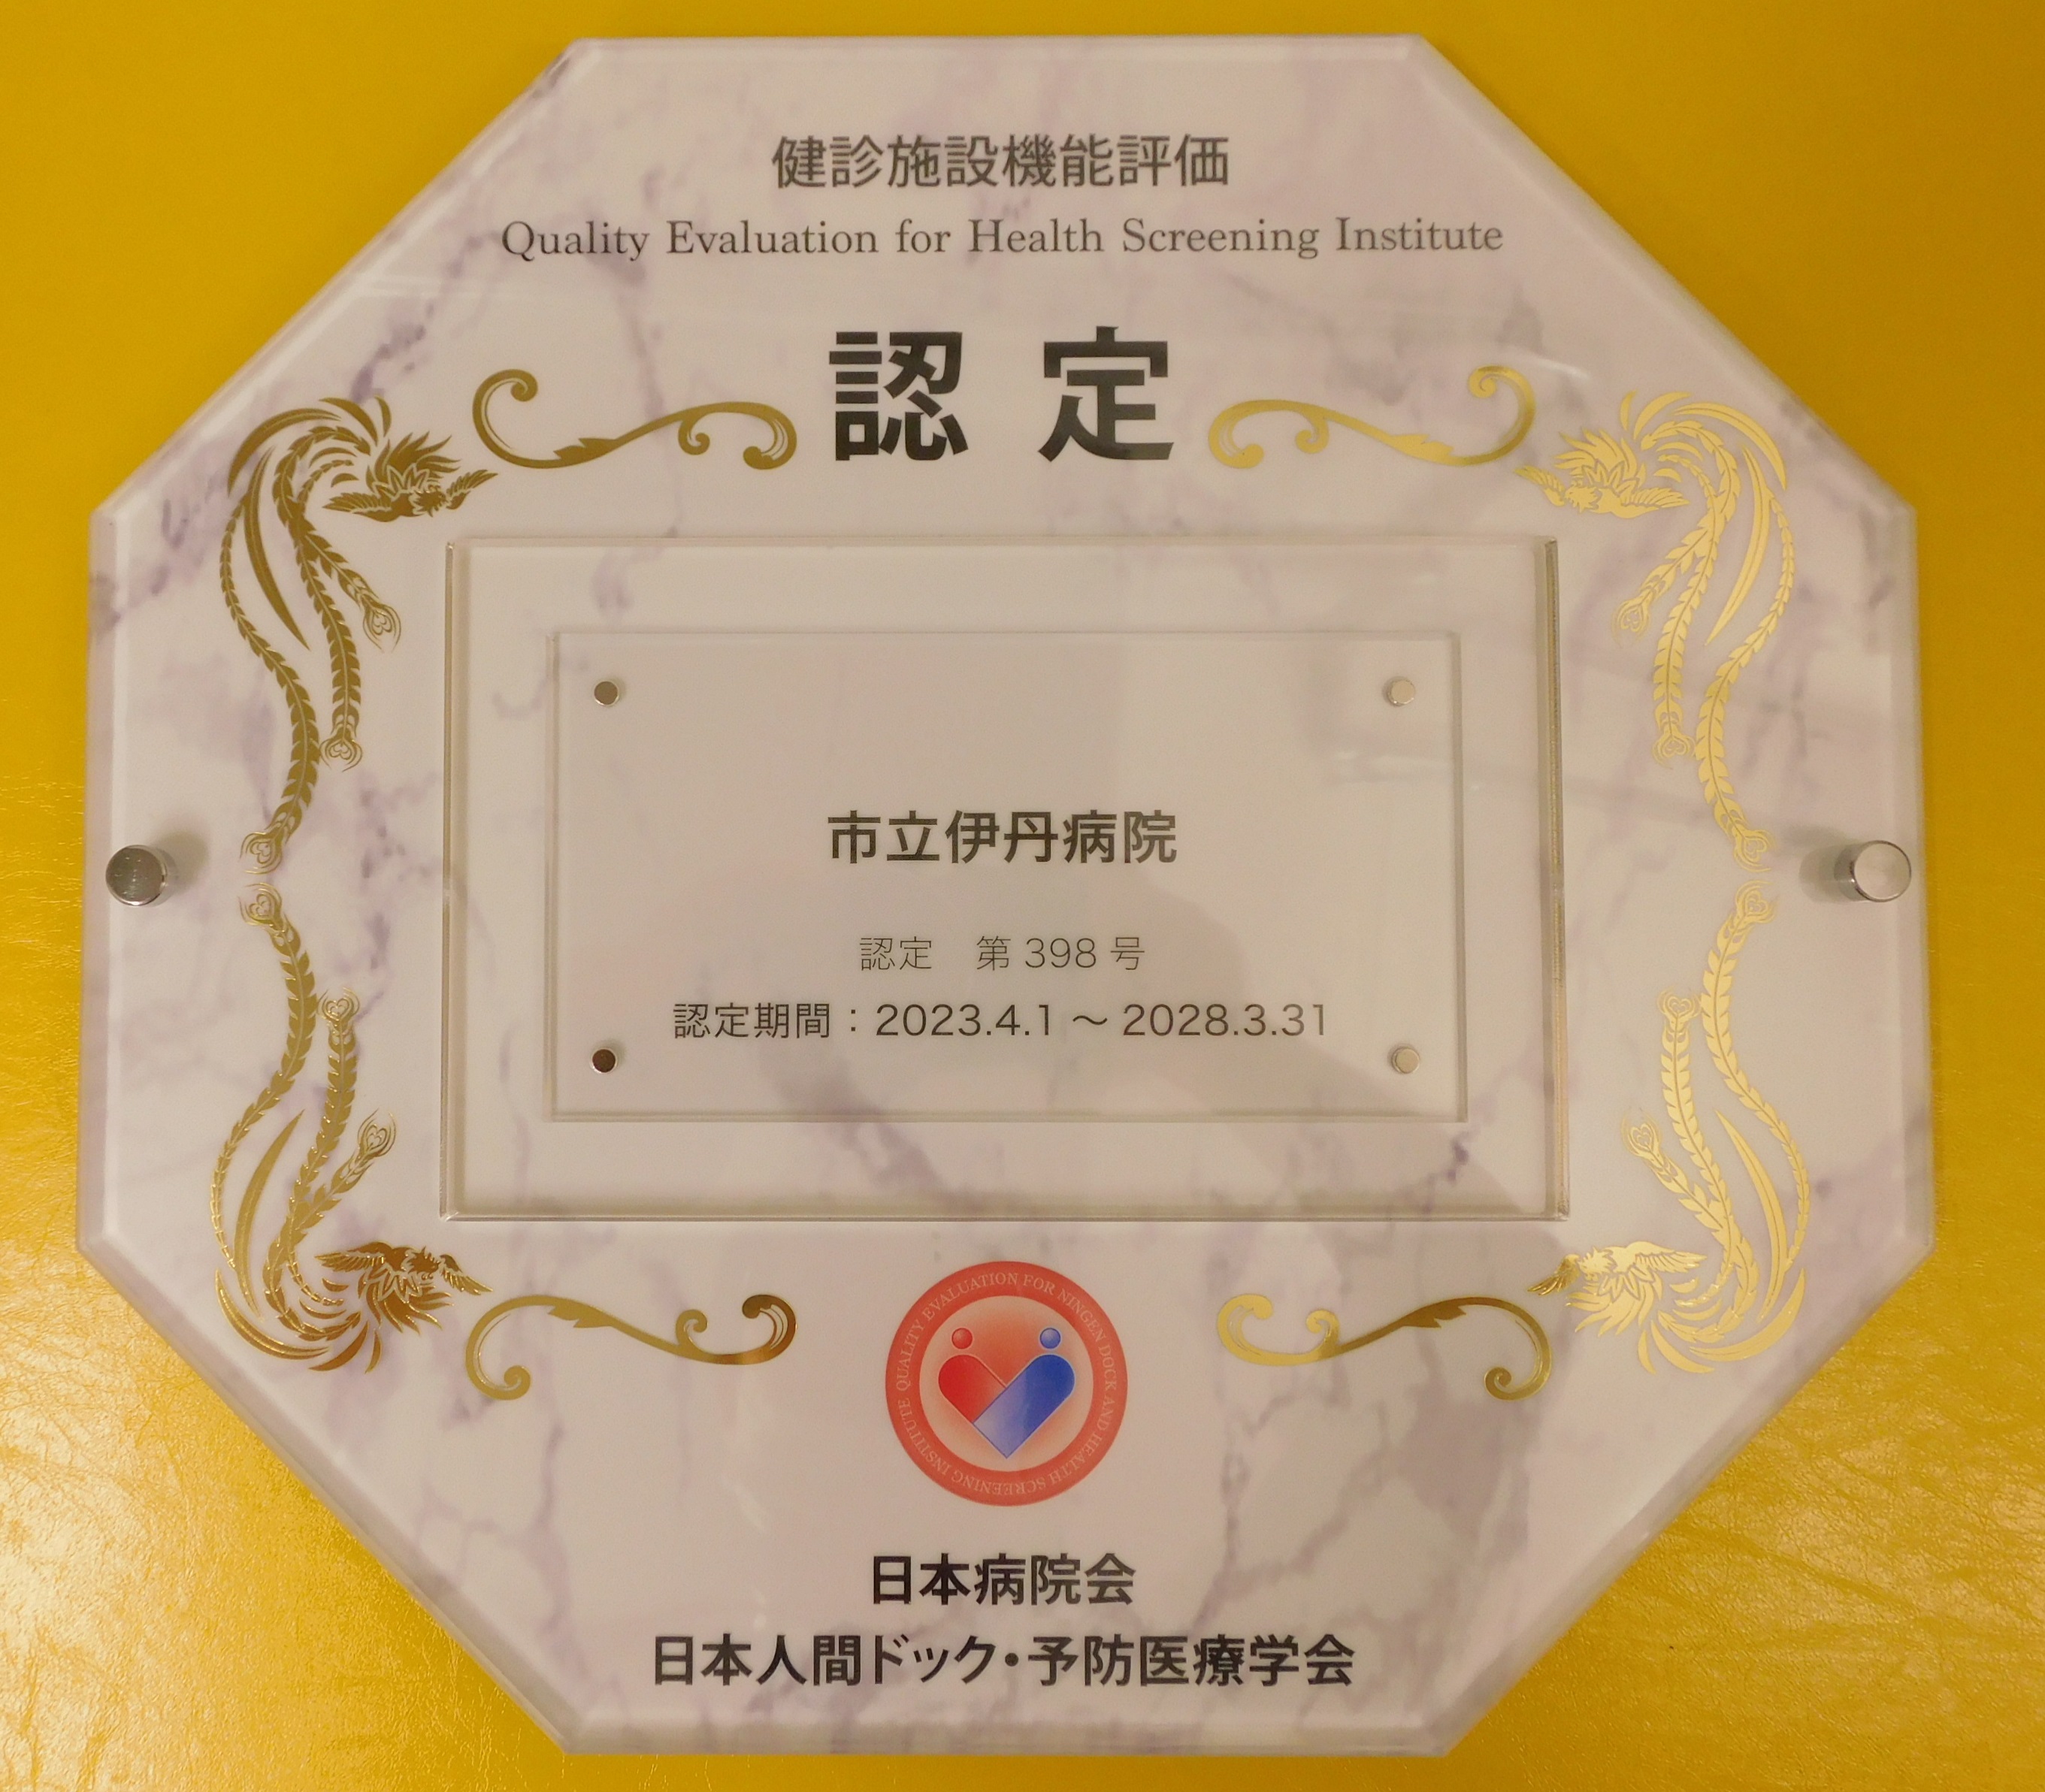 健診施設機能評価
Quality Evaluation for Health Screening Institute
認定
市立伊丹病院
認定　第 398 号
認定期間：2023.4.1 〜 2028.3.31
QUALITY EVALUATION FOR NINGEN DOCK AND HEALTH SCREENING INSTITUTE
日本病院会
日本人間ドック・予防医療学会